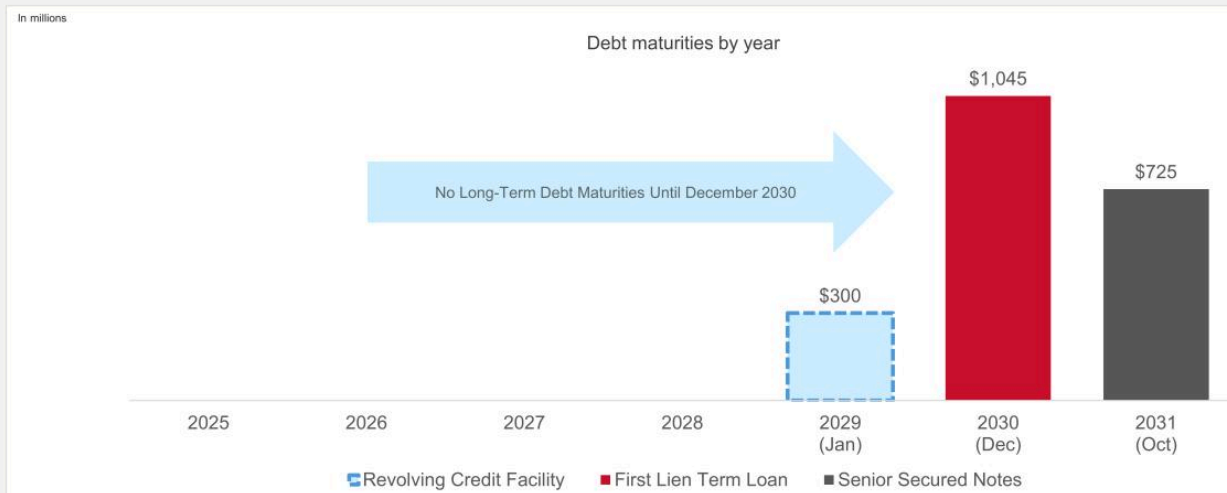 In millions
Debt maturities by year
$1,045
$725
No Long-Term Debt Maturities Until December 2030
$300
2025 2026 2027 2028 2029 2030 2031
(Jan) (Dec) (Oct)
Revolving Credit Facility First Lien Term Loan Senior Secured Notes